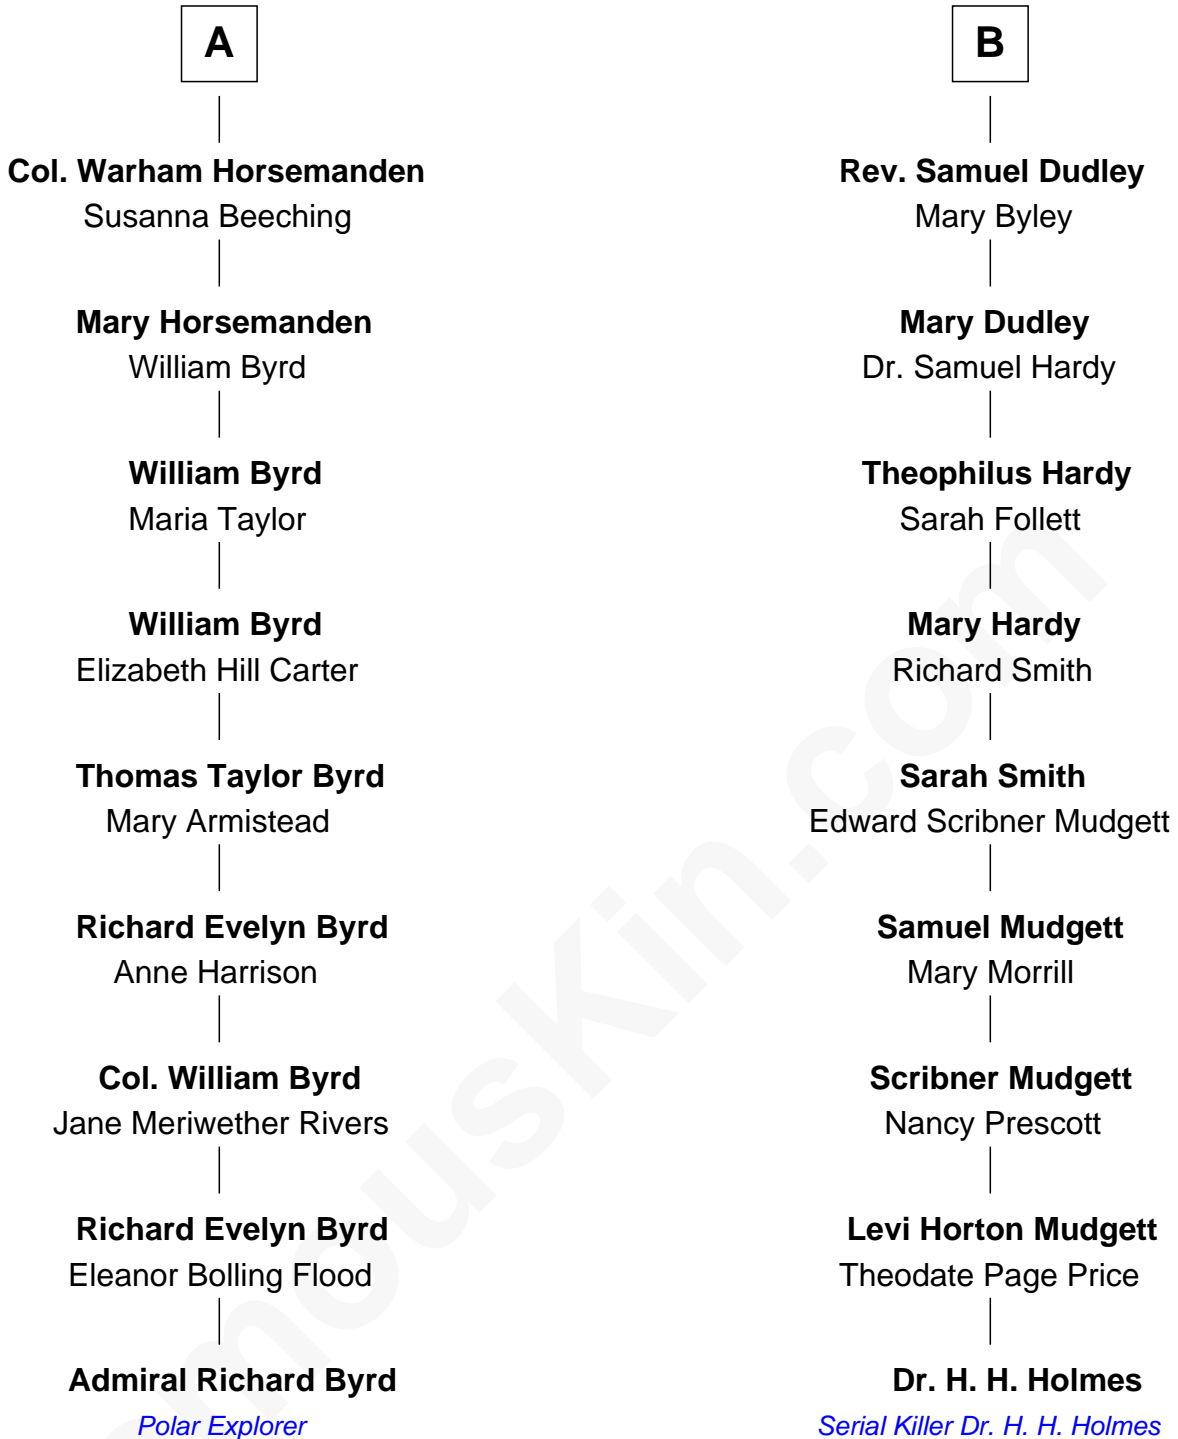 A
Col. Warham Horsemanden
Susanna Beeching
Mary Horsemanden
William Byrd
William Byrd
Maria Taylor
William Byrd
Elizabeth Hill Carter
Thomas Taylor Byrd
Mary Armistead
Richard Evelyn Byrd
Anne Harrison
Col. William Byrd
Jane Meriwether Rivers
Richard Evelyn Byrd
Eleanor Bolling Flood
Admiral Richard Byrd
Polar Explorer
B
Rev. Samuel Dudley
Mary Byley
Mary Dudley
Dr. Samuel Hardy
Theophilus Hardy
Sarah Follett
Mary Hardy
Richard Smith
Sarah Smith
Edward Scribner Mudgett
Samuel Mudgett
Mary Morrill
Scribner Mudgett
Nancy Prescott
Levi Horton Mudgett
Theodate Page Price
Dr. H. H. Holmes
Serial Killer Dr. H. H. Holmes
mouskin.com